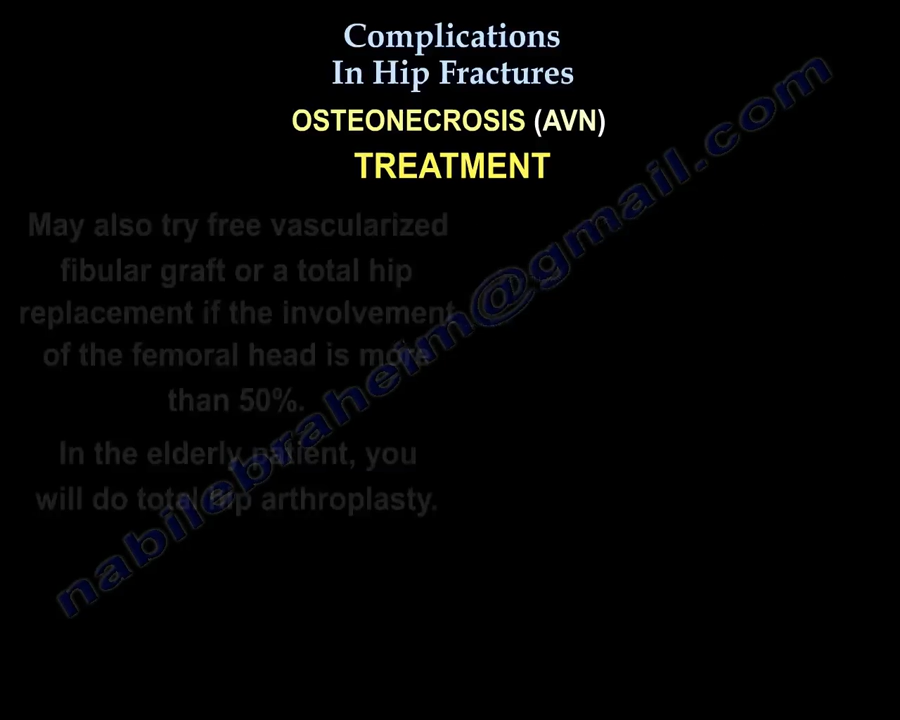 Complications
In Hip Fractures
OSTEONECROSIS (AVN)
TREATMENT
May also try free vascularized
fibular graft or a total hip
replacement if the involvement
of the femoral head is more
than 50%.
In the elderly patient, you
will do total hip arthroplasty.
nabilebraheim@gmail.com